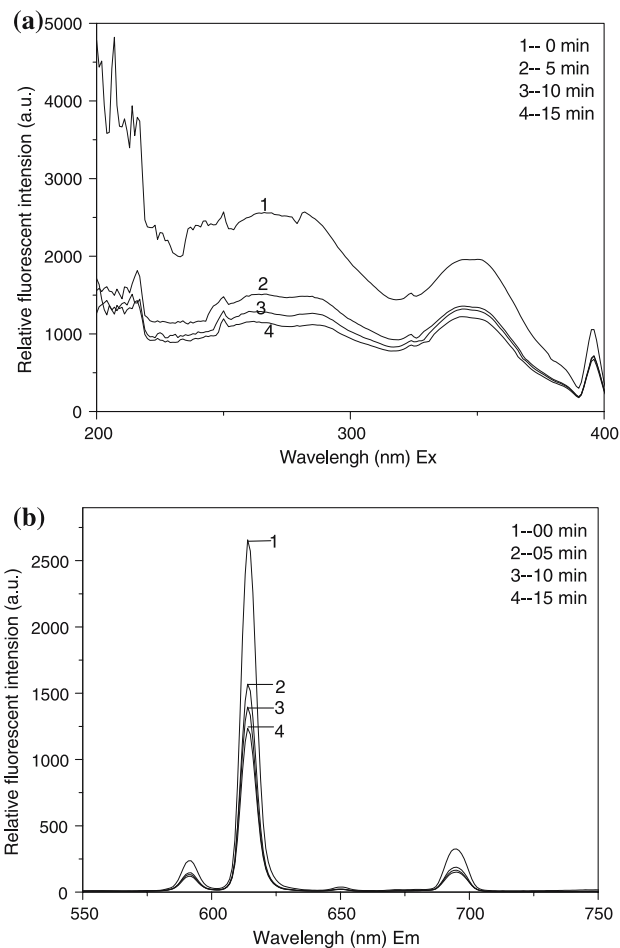 (a)
5000
4000
3000
2000
1000
0
Relative fluorescent intension (a.u.)
1-- 0 min
2-- 5 min
3--10 min
4--15 min
1
2
3
4
200
300
400
Wavelengh (nm) Ex
(b)
2500
2000
1500
1000
500
0
Relative fluorescent intension (a.u.)
1--00 min
2--05 min
3--10 min
4--15 min
1
2
3
4
550
600
650
700
750
Wavelengh (nm) Em